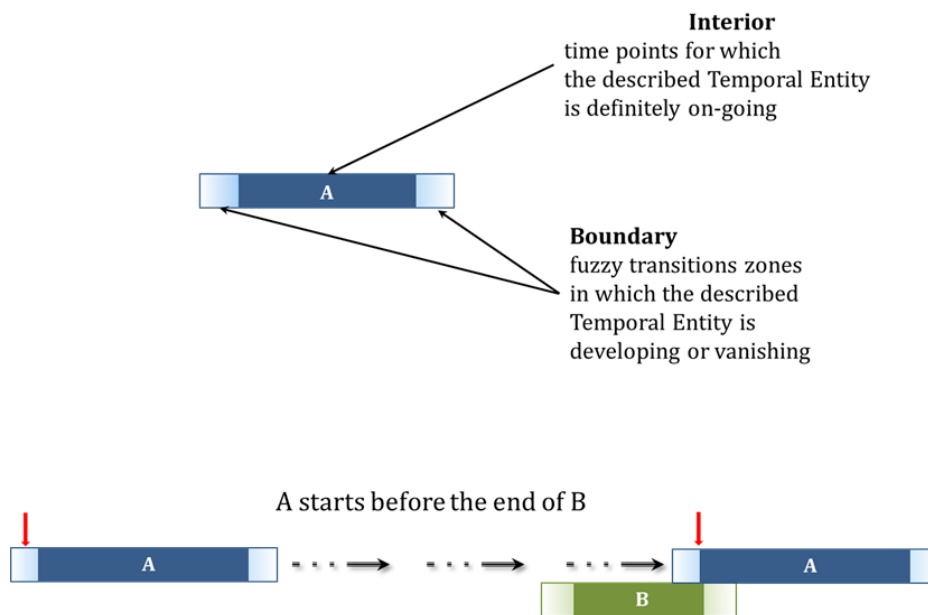 Interior
time points for which
the described Temporal Entity
is definitely on-going
A
Boundary
fuzzy transitions zones
in which the described
Temporal Entity is
developing or vanishing
A starts before the end of B
A
A
B